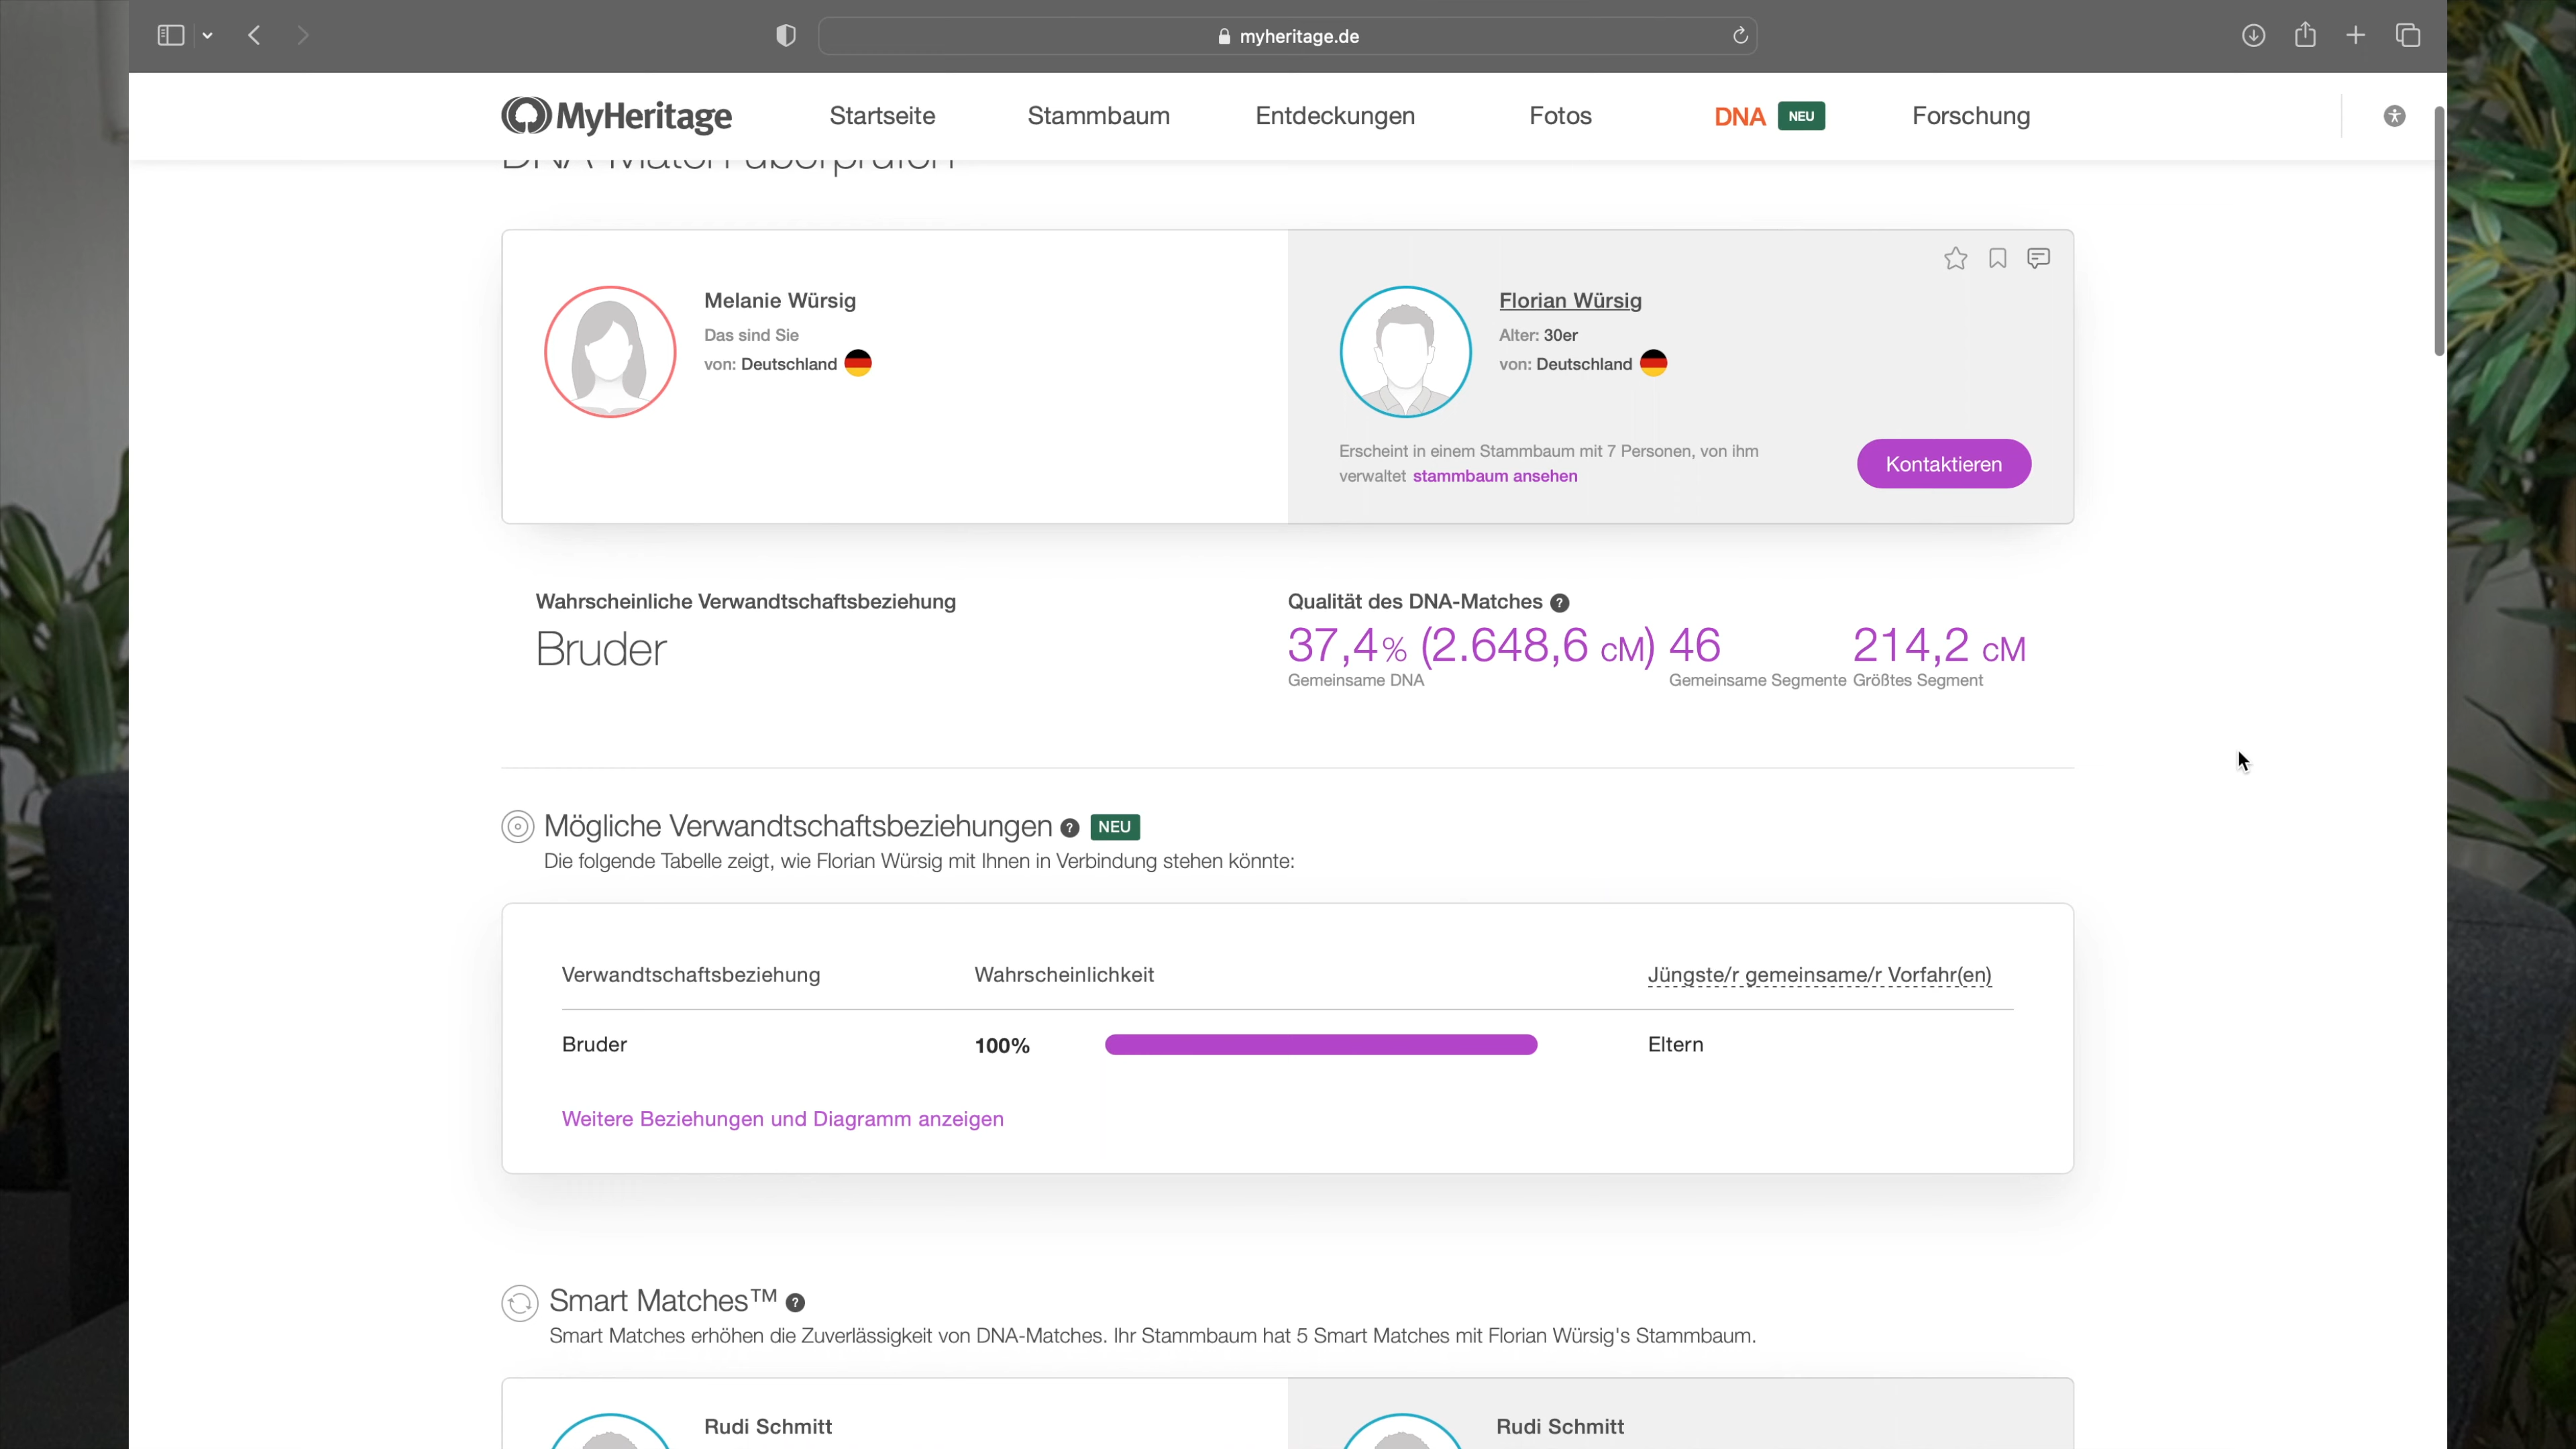 myheritage.de
MyHeritage
Startseite
Stammbaum
Entdeckungen
Fotos
DNA NEU
Forschung
DNA-Match überprüfen
Melanie Würsig
Das sind Sie
von: Deutschland
Florian Würsig
Alter: 30er
von: Deutschland
Erscheint in einem Stammbaum mit 7 Personen, von ihm
verwaltet stammbaum ansehen
Kontaktieren
Wahrscheinliche Verwandtschaftsbeziehung
Bruder
Qualität des DNA-Matches ?
37,4% (2.648,6 cM) 46 214,2 cM
Gemeinsame DNA Gemeinsame Segmente Größtes Segment
Mögliche Verwandtschaftsbeziehungen ? NEU
Die folgende Tabelle zeigt, wie Florian Würsig mit Ihnen in Verbindung stehen könnte:
Verwandtschaftsbeziehung Wahrscheinlichkeit Jüngste/r gemeinsame/r Vorfahr(en)
Bruder 100% Eltern
Weitere Beziehungen und Diagramm anzeigen
Smart Matches™ ?
Smart Matches erhöhen die Zuverlässigkeit von DNA-Matches. Ihr Stammbaum hat 5 Smart Matches mit Florian Würsig's Stammbaum.
Rudi Schmitt
Rudi Schmitt